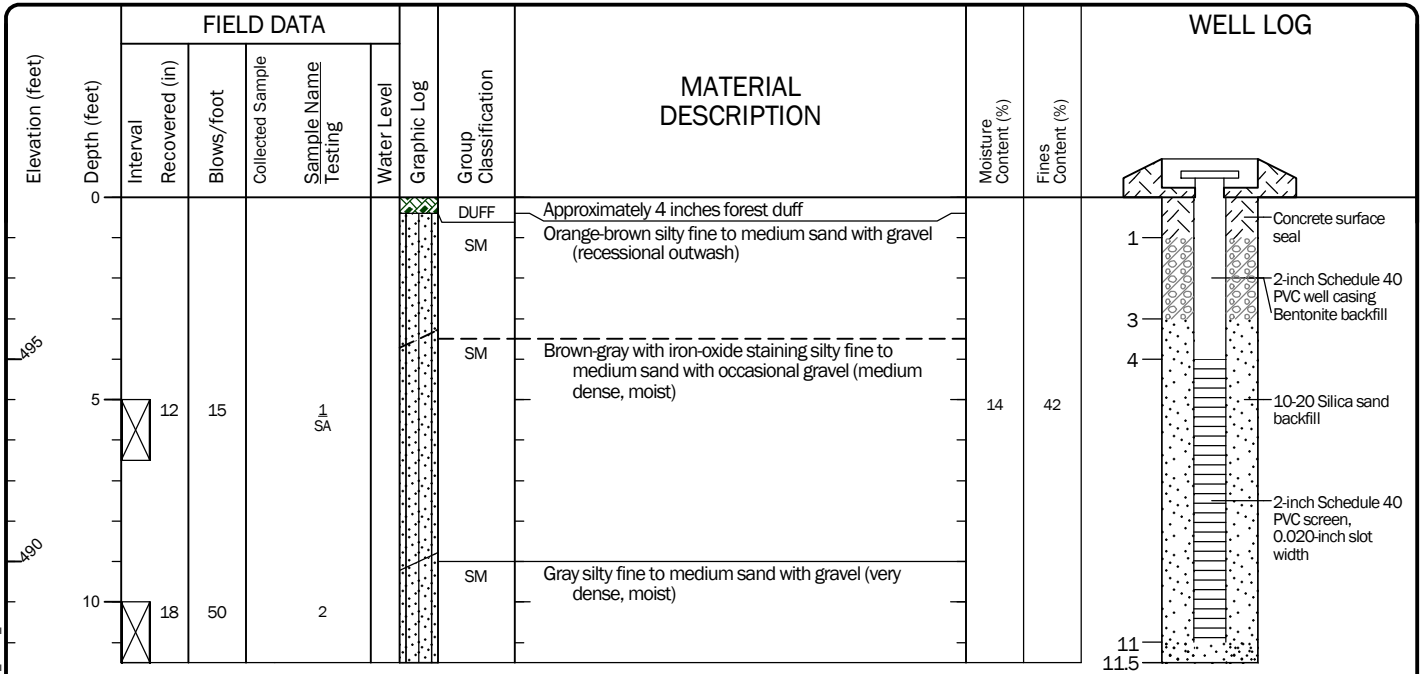 FIELD DATA
WELL LOG
Elevation (feet)
Depth (feet)
Interval
Recovered (in)
Blows/foot
Collected Sample
Sample Name
Testing
Water Level
Graphic Log
Group
Classification
MATERIAL
DESCRIPTION
Moisture
Content (%)
Fines
Content (%)
0
DUFF
Approximately 4 inches forest duff
SM
Orange-brown silty fine to medium sand with gravel
(recessional outwash)
Concrete surface
seal
1
2-inch Schedule 40
PVC well casing
Bentonite backfill
3
495
SM
Brown-gray with iron-oxide staining silty fine to
medium sand with occasional gravel (medium
dense, moist)
4
5
12
15
1
SA
14
42
10-20 Silica sand
backfill
2-inch Schedule 40
PVC screen,
0.020-inch slot
width
490
SM
Gray silty fine to medium sand with gravel (very
dense, moist)
10
18
50
2
11
11.5